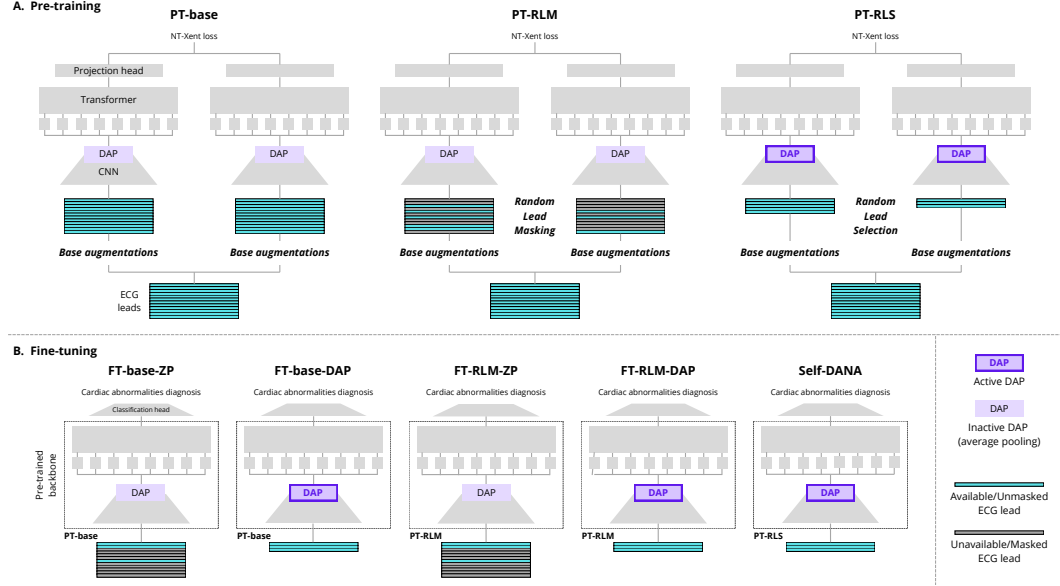 A. Pre-training
PT-base
NT-Xent loss
Projection head
Transformer
DAP
CNN
DAP
Base augmentations
Base augmentations
ECG
leads
PT-RLM
NT-Xent loss
DAP
DAP
Random
Lead
Masking
Base augmentations
Base augmentations
PT-RLS
NT-Xent loss
DAP
DAP
Random
Lead
Selection
Base augmentations
Base augmentations
B. Fine-tuning
FT-base-ZP
Cardiac abnormalities diagnosis
Classification head
Pre-trained
backbone
DAP
PT-base
FT-base-DAP
Cardiac abnormalities diagnosis
DAP
PT-base
FT-RLM-ZP
Cardiac abnormalities diagnosis
DAP
PT-RLM
FT-RLM-DAP
Cardiac abnormalities diagnosis
DAP
PT-RLM
Self-DANA
Cardiac abnormalities diagnosis
DAP
PT-RLS
DAP
Active DAP
DAP
Inactive DAP
(average pooling)
Available/Unmasked
ECG lead
Unavailable/Masked
ECG lead